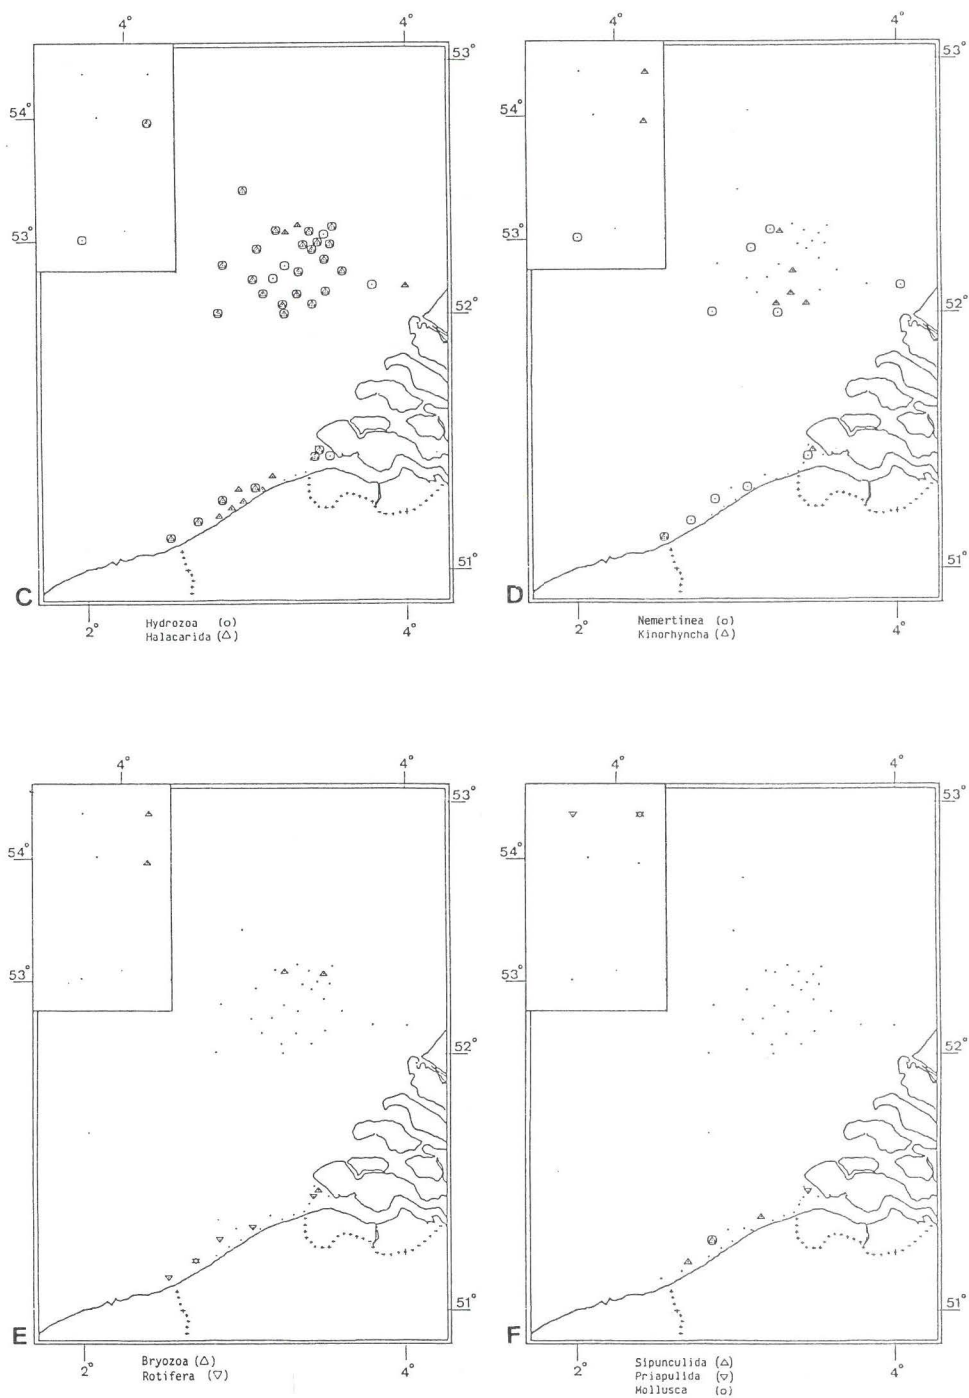 4° 4°
53°
54°
53°
52°
51°
C
2° 4°
Hydrozoa (o)
Halacarida (△)
4° 4°
53°
54°
53°
52°
51°
D
2° 4°
Nemertinea (o)
Kinorhyncha (△)
4° 4°
53°
54°
53°
52°
51°
E
2° 4°
Bryozoa (△)
Rotifera (▽)
4° 4°
53°
54°
53°
52°
51°
F
2° 4°
Sipunculida (△)
Priapulida (▽)
Mollusca (o)